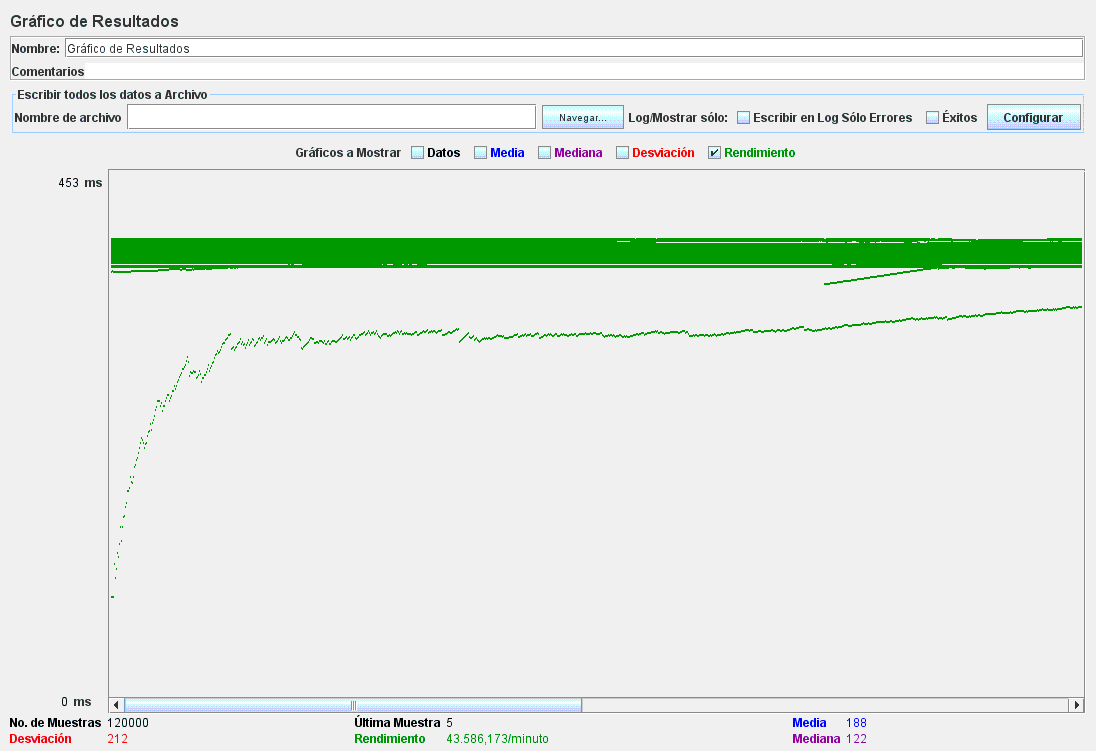 Gráfico de Resultados
Nombre: Gráfico de Resultados
Comentarios
Escribir todos los datos a Archivo
Nombre de archivo Navegar... Log/Mostrar sólo: Escribir en Log Sólo Errores Éxitos Configurar
Gráficos a Mostrar Datos Media Mediana Desviación Rendimiento
453 ms
0 ms
No. de Muestras 120000 Última Muestra 5 Media 188
Desviación 212 Rendimiento 43.586,173/minuto Mediana 122